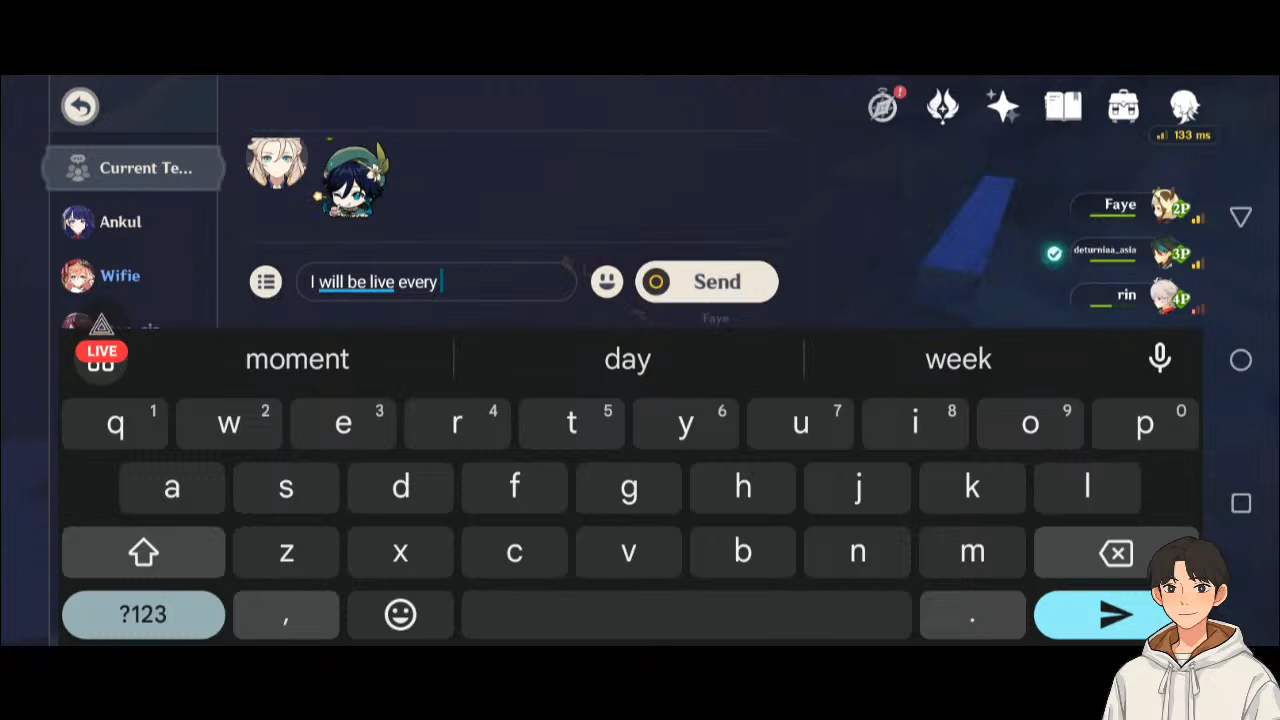 133 ms
Current Te...
Faye
2P
Ankul
deturniaa_asia
3P
Wifie
I will be live every
Send
rin
4P
Faye
LIVE
moment
day
week
q 1 w 2 e 3 r 4 t 5 y 6 u 7 i 8 o 9 p 0
a s d f g h j k l
z x c v b n m
?123 , .